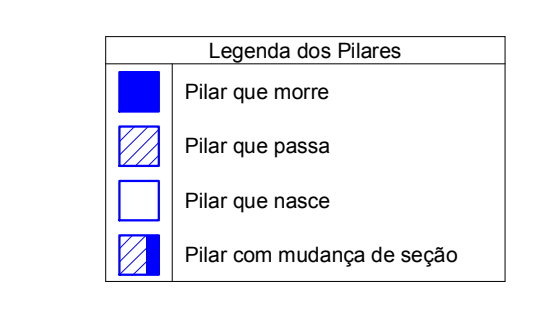 Legenda dos Pilares
Pilar que morre
Pilar que passa
Pilar que nasce
Pilar com mudança de seção